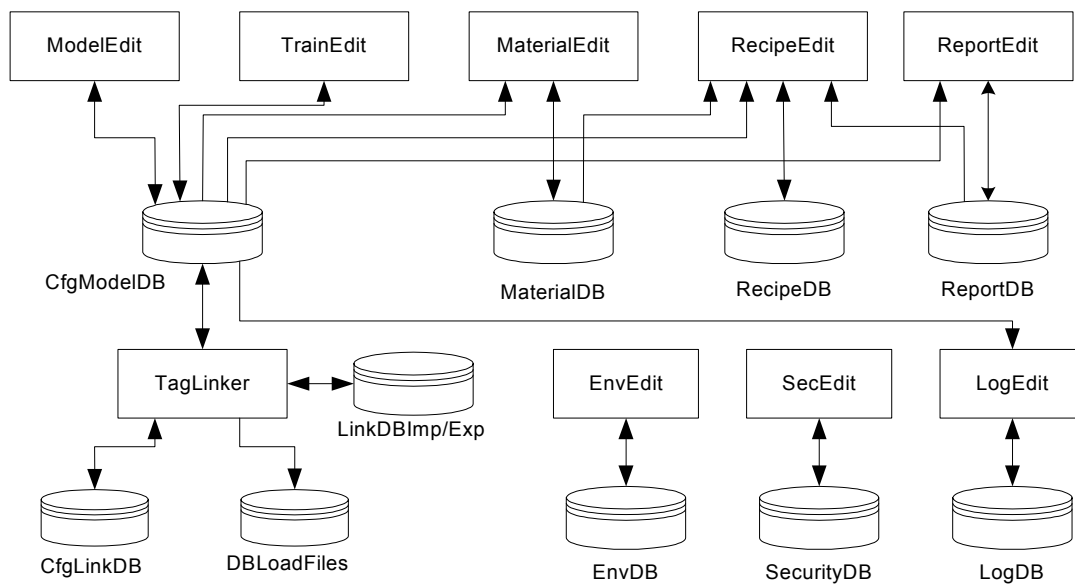 ModelEdit
TrainEdit
MaterialEdit
RecipeEdit
ReportEdit
CfgModelDB
MaterialDB
RecipeDB
ReportDB
TagLinker
LinkDBImp/Exp
EnvEdit
SecEdit
LogEdit
CfgLinkDB
DBLoadFiles
EnvDB
SecurityDB
LogDB